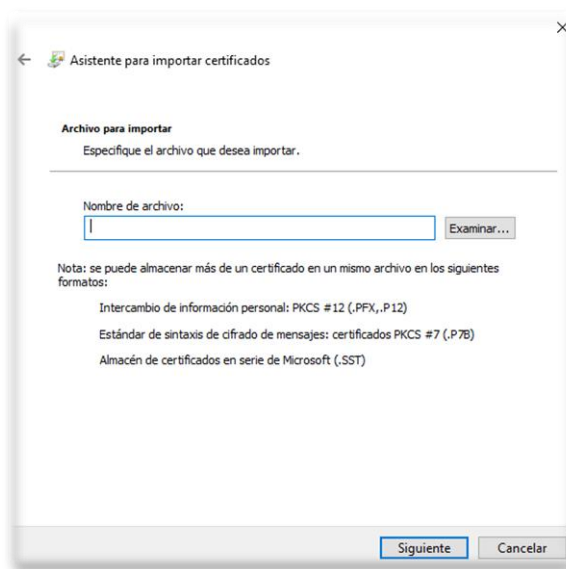 Asistente para importar certificados
Archivo para importar
Especifique el archivo que desea importar.
Nombre de archivo:
Examinar...
Nota: se puede almacenar más de un certificado en un mismo archivo en los siguientes
formatos:
Intercambio de información personal: PKCS #12 (.PFX,.P12)
Estándar de sintaxis de cifrado de mensajes: certificados PKCS #7 (.P7B)
Almacén de certificados en serie de Microsoft (.SST)
Siguiente
Cancelar